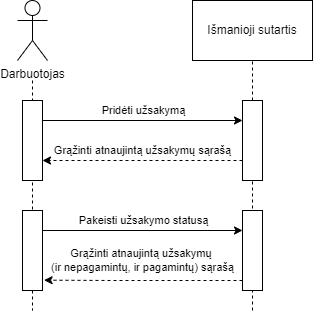 Išmanioji sutartis
Darbuotojas
Pridėti užsakymą
Grąžinti atnaujintą užsakymų sąrašą
Pakeisti užsakymo statusą
Grąžinti atnaujintą užsakymų
(ir nepagamintų, ir pagamintų) sąrašą